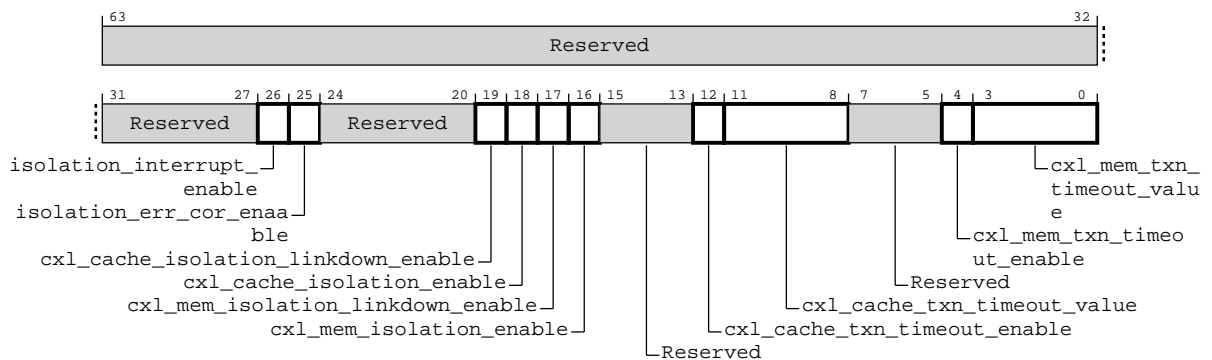 63 32
Reserved
31 27 26 25 24 20 19 18 17 16 15 13 12 11 8 7 5 4 3 0
Reserved Reserved
isolation_interrupt_
enable
isolation_err_cor_enaa
ble
cxl_cache_isolation_linkdown_enable
cxl_cache_isolation_enable
cxl_mem_isolation_linkdown_enable
cxl_mem_isolation_enable
cxl_mem_txn_
timeout_valu
e
cxl_mem_txn_timeo
ut_enable
Reserved
cxl_cache_txn_timeout_value
cxl_cache_txn_timeout_enable
Reserved